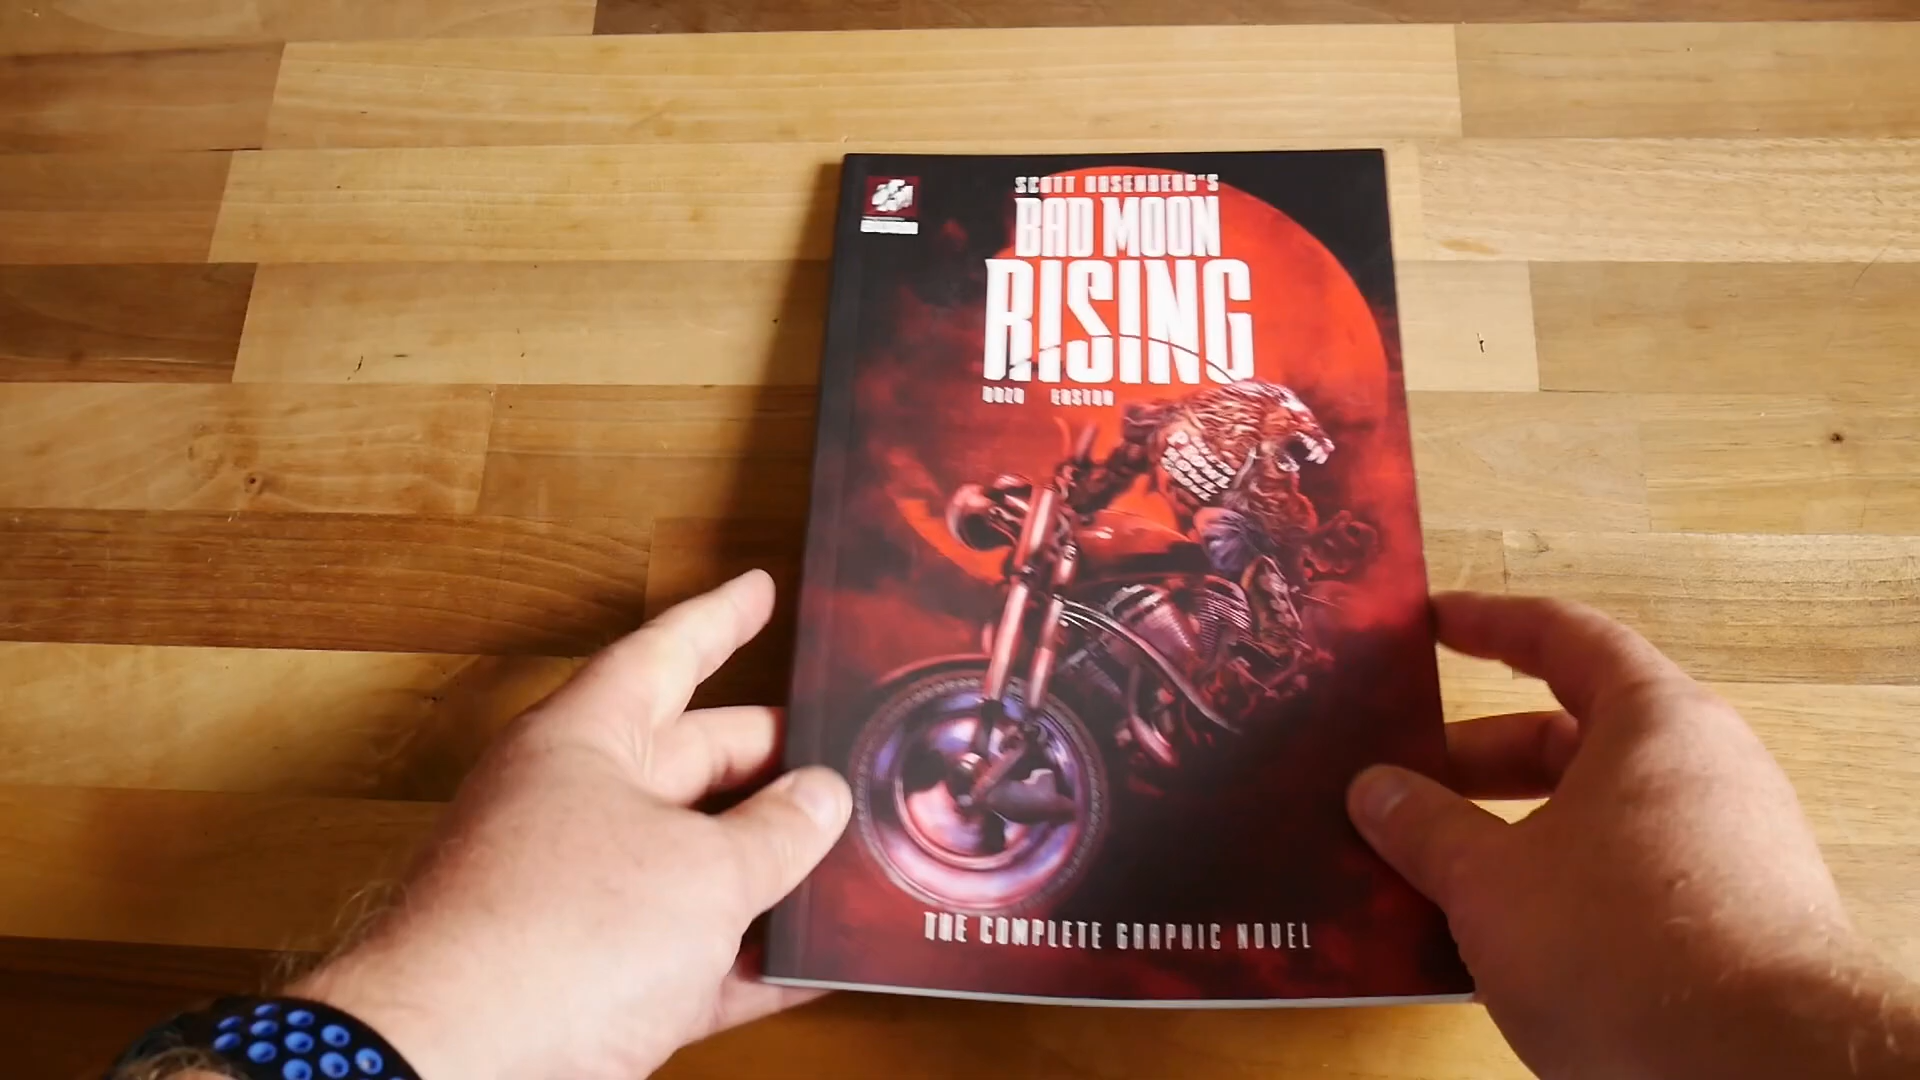 SCOTT ROSENBERG'S
BAD MOON
RISING
EASTON
THE COMPLETE GRAPHIC NOVEL